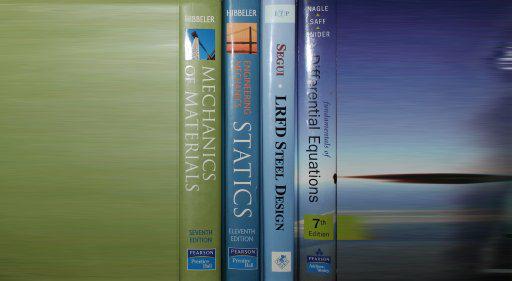 HIBBELER
MECHANICS
OF MATERIALS
SEVENTH
EDITION
PEARSON
Prentice
Hall
HIBBELER
ENGINEERING
MECHANICS
STATICS
ELEVENTH
EDITION
PEARSON
Prentice
Hall
SEGUI • LRFD STEEL DESIGN
NAGLE
SAFF
SNIDER
fundamentals of
Differential Equations
7th
Edition
PEARSON
Addison
Wesley